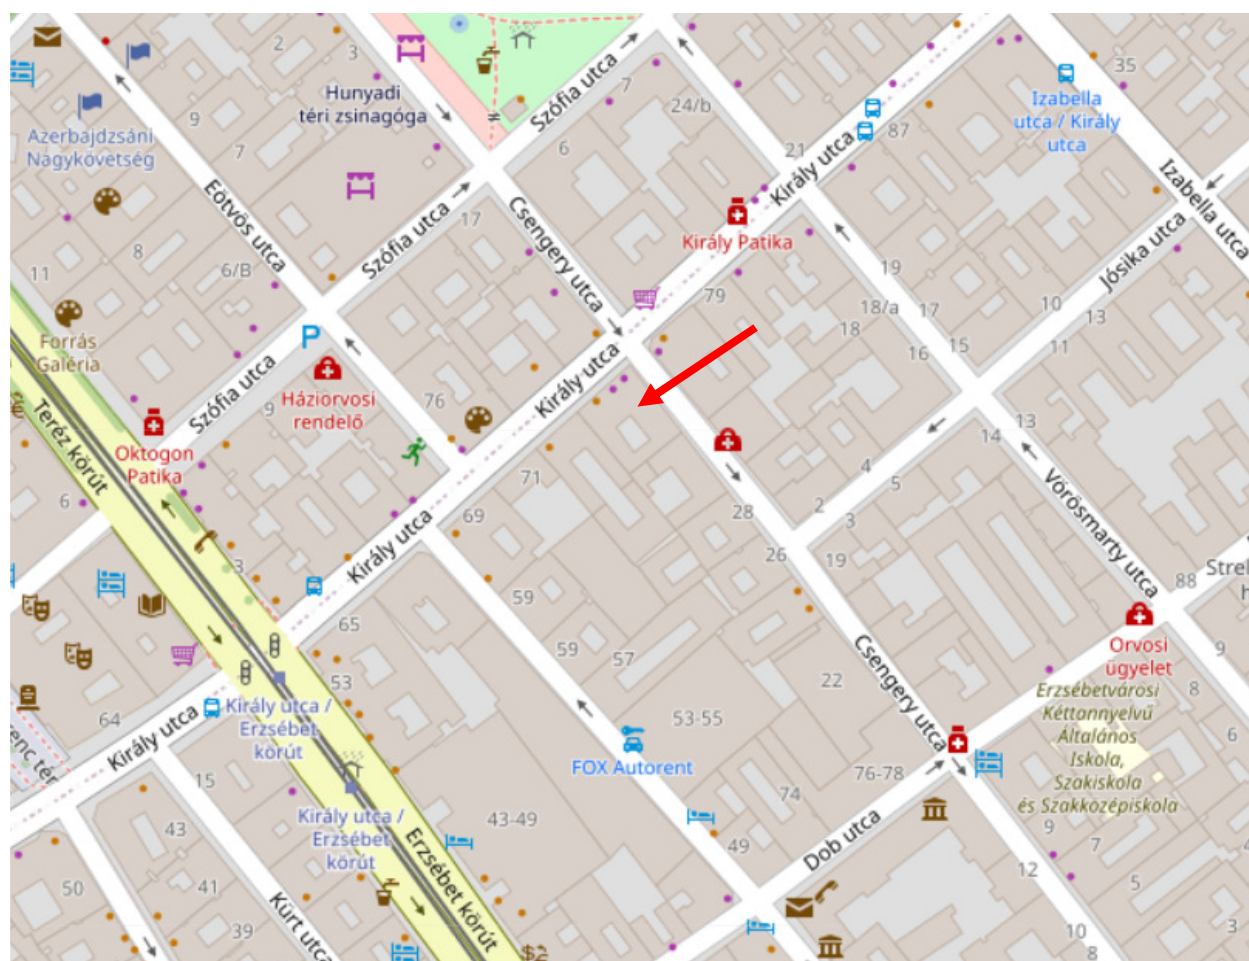 2
3
35
Hunyadi
téri zsinagóga
Szófia utca
7
24/b
Izabella
utca / Király
utca
Azerbajdzsáni
Nagykövetség
9
7
6
21
87
Király utca
Izabella utca
Eötvös utca
Szófia utca
17
Csengery utca
Király Patika
Jósika utca
8
6/B
11
79
19
18/a
17
10
13
18
16
15
11
Forrás
Galéria
Szófia utca
Király utca
Háziorvosi
rendelő
9
76
Teréz körút
Oktogon
Patika
13
14
6
71
4
5
Vörösmarty utca
69
28
2
3
Király utca
26
19
3
59
88
Strel
h
65
59
57
Csengery utca
Orvosi
ügyelet
9
53
22
Erzsébetvárosi
Kéttannyelvű
Általános
Iskola,
Szakiskola
és Szakközépiskola
8
6
64
Király utca
Király utca /
Erzsébet
körút
53-55
FOX Autorent
76-78
enc tér
15
74
Dob utca
Király utca /
Erzsébet
körút
43-49
Erzsébet körút
43
49
9
7
4
12
5
50
41
Kürt utca
39
10
8
3